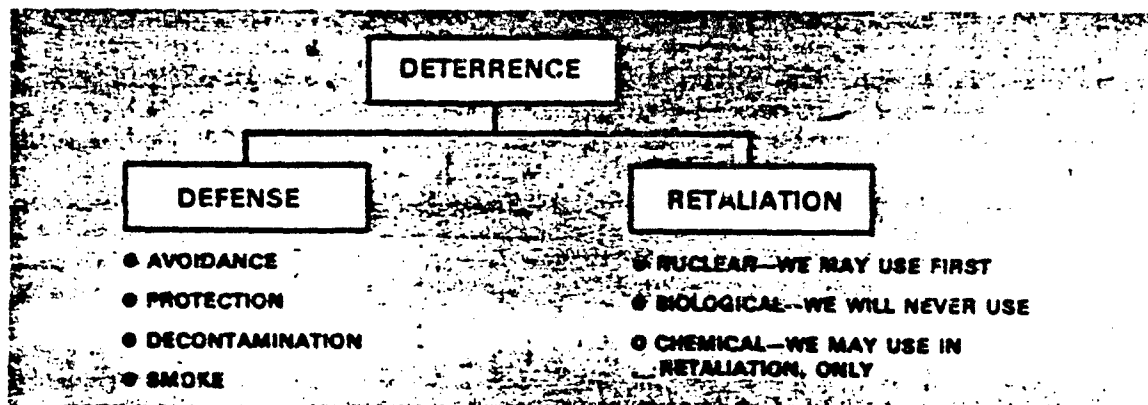 DETERRENCE
DEFENSE
● AVOIDANCE
● PROTECTION
● DECONTAMINATION
● SMOKE
RETALIATION
● NUCLEAR—WE MAY USE FIRST
● BIOLOGICAL—WE WILL NEVER USE
● CHEMICAL—WE MAY USE IN
RETALIATION, ONLY